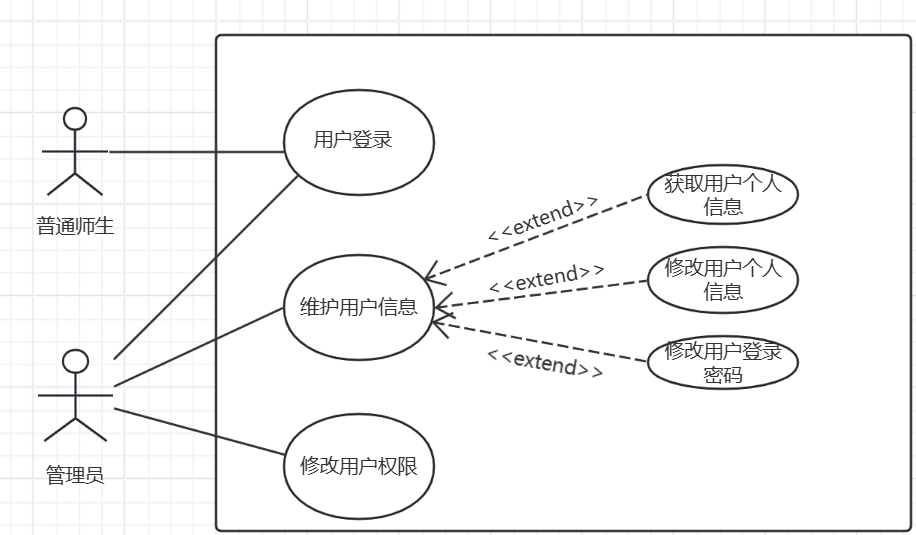 用户登录
普通师生
获取用户个人
信息
<<extend>>
修改用户个人
信息
<<extend>>
维护用户信息
修改用户登录
密码
<<extend>>
修改用户权限
管理员